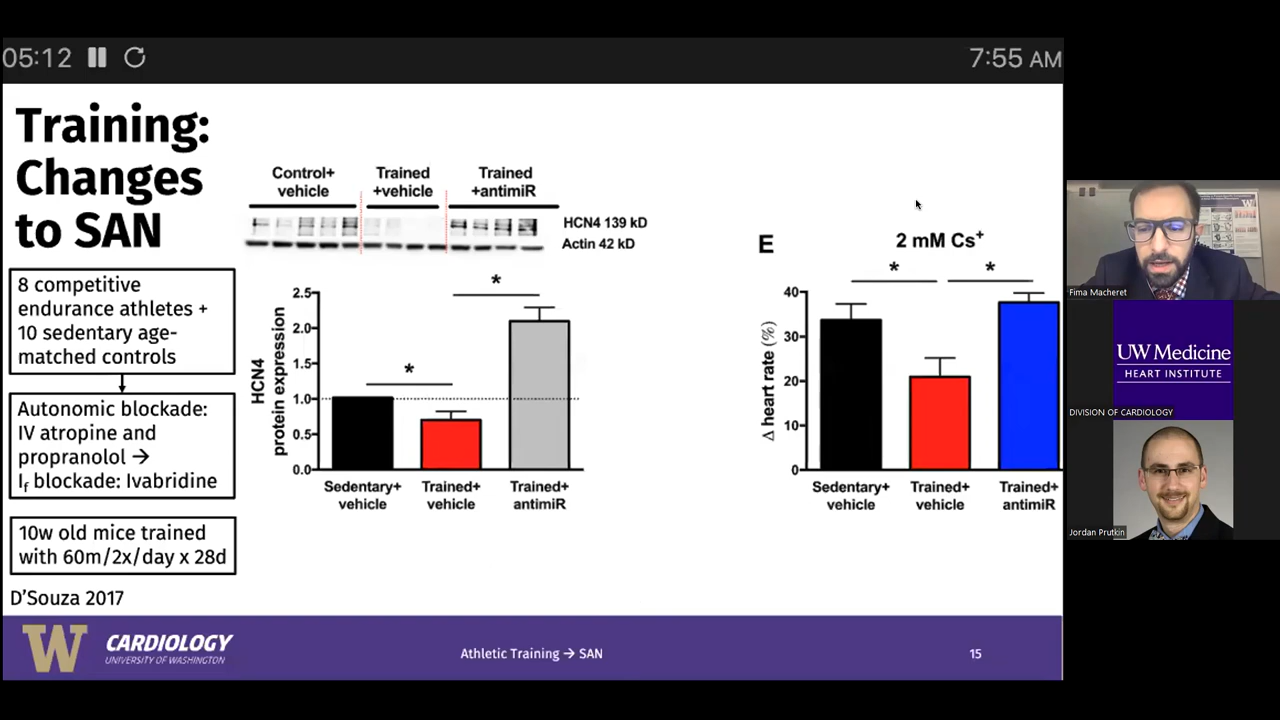 05:12
7:55 AM
Training:
Changes
to SAN
8 competitive
endurance athletes +
10 sedentary age-
matched controls
Autonomic blockade:
IV atropine and
propranolol →
If blockade: Ivabridine
10w old mice trained
with 60m/2x/day x 28d
D'Souza 2017
Control+
vehicle
Trained
+vehicle
Trained
+antimiR
HCN4 139 kD
Actin 42 kD
HCN4
protein expression
2.5
2.0
1.5
1.0
0.5
0.0
*
*
Sedentary+
vehicle
Trained+
vehicle
Trained+
antimiR
E
2 mM Cs+
*
*
Δ heart rate (%)
40
30
20
10
0
Sedentary+
vehicle
Trained+
vehicle
Trained+
antimiR
W
CARDIOLOGY
UNIVERSITY OF WASHINGTON
Athletic Training → SAN
15
W
Fima Macheret
UW Medicine
HEART INSTITUTE
DIVISION OF CARDIOLOGY
Jordan Prutkin